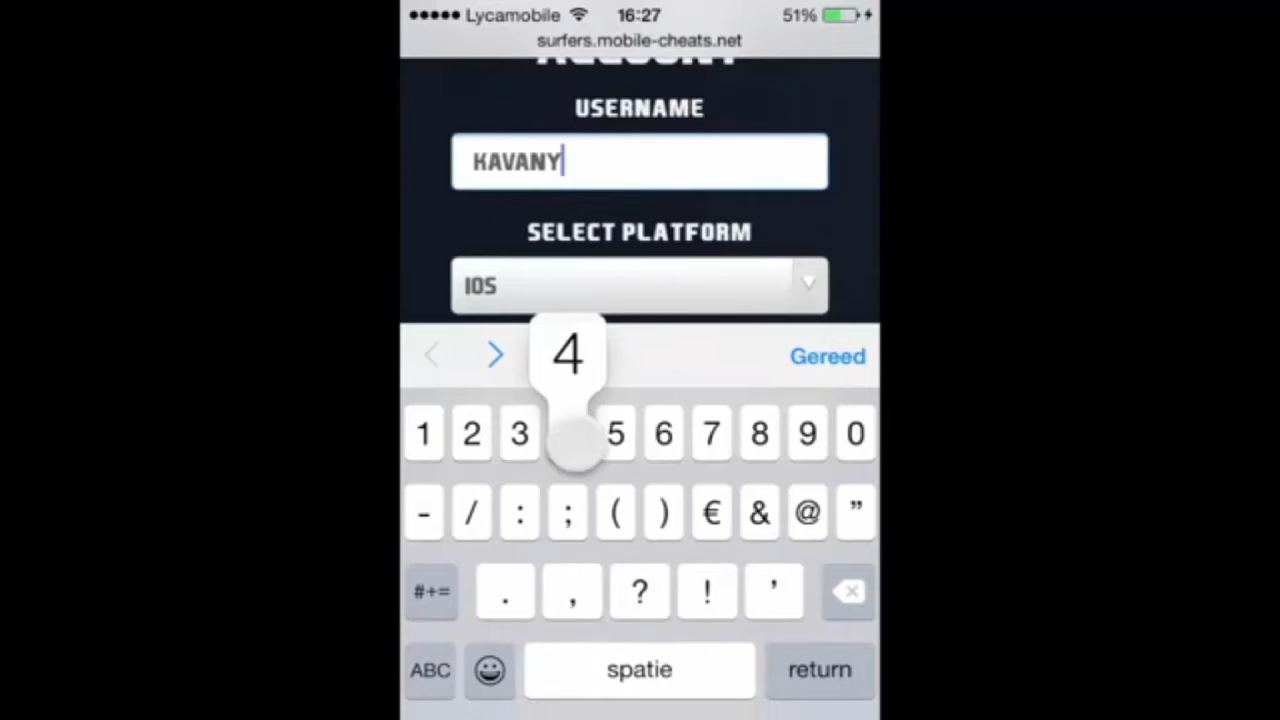 Lycamobile 16:27 51%
surfers.mobile-cheats.net
ACCOUNT
USERNAME
KAVANY
SELECT PLATFORM
IOS
4 Gereed
1 2 3 5 6 7 8 9 0
- / : ; ( ) € & @ ”
#+= . , ? ! ’
ABC spatie return